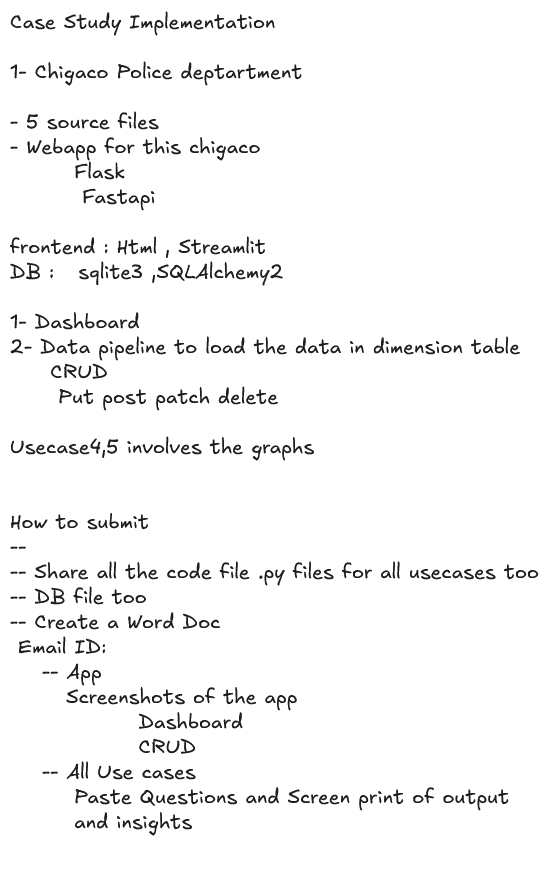 Case Study Implementation
1- Chigaco Police deptartment
- 5 source files
- Webapp for this chigaco
Flask
Fastapi
frontend : Html , Streamlit
DB : sqlite3 ,SQLAlchemy2
1- Dashboard
2- Data pipeline to load the data in dimension table
CRUD
Put post patch delete
Usecase4,5 involves the graphs
How to submit
--
-- Share all the code file .py files for all usecases too
-- DB file too
-- Create a Word Doc
Email ID:
-- App
Screenshots of the app
Dashboard
CRUD
-- All Use cases
Paste Questions and Screen print of output
and insights